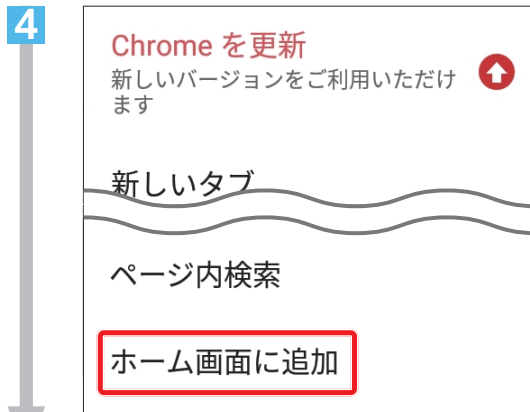 4
Chrome を更新
新しいバージョンをご利用いただけ
ます
新しいタブ
ページ内検索
ホーム画面に追加